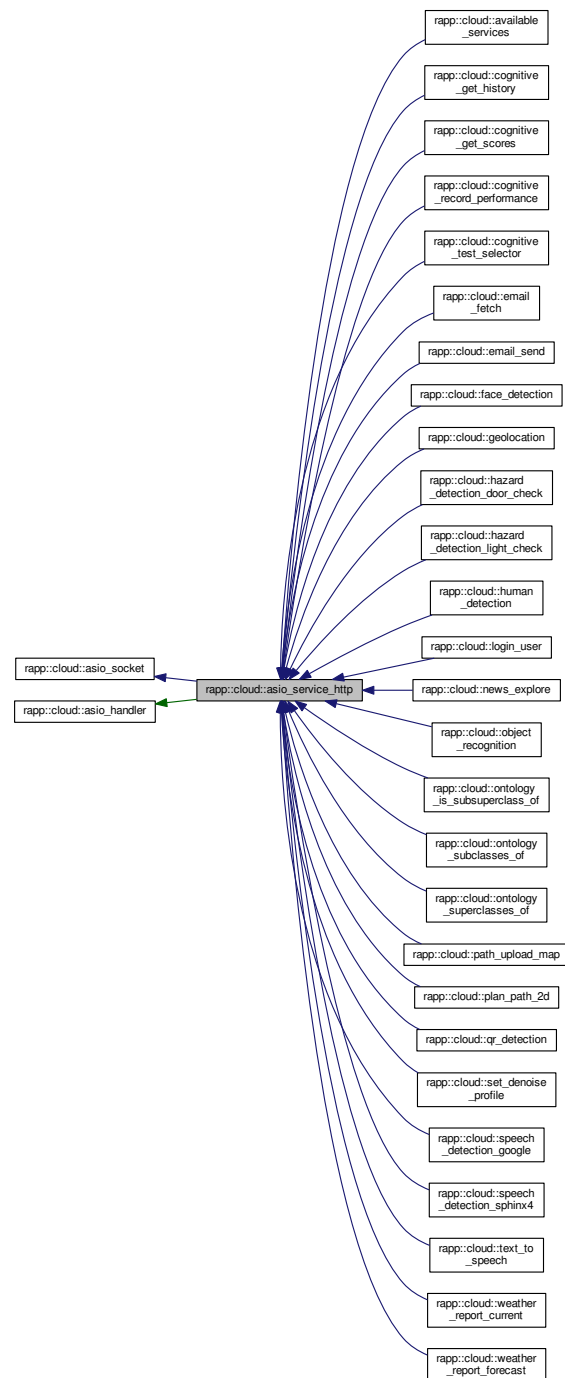 rapp::cloud::available
_services
rapp::cloud::cognitive
_get_history
rapp::cloud::cognitive
_get_scores
rapp::cloud::cognitive
_record_performance
rapp::cloud::cognitive
_test_selector
rapp::cloud::email
_fetch
rapp::cloud::email_send
rapp::cloud::face_detection
rapp::cloud::geolocation
rapp::cloud::hazard
_detection_door_check
rapp::cloud::hazard
_detection_light_check
rapp::cloud::human
_detection
rapp::cloud::login_user
rapp::cloud::asio_socket
rapp::cloud::asio_service_http
rapp::cloud::news_explore
rapp::cloud::asio_handler
rapp::cloud::object
_recognition
rapp::cloud::ontology
_is_subsuperclass_of
rapp::cloud::ontology
_subclasses_of
rapp::cloud::ontology
_superclasses_of
rapp::cloud::path_upload_map
rapp::cloud::plan_path_2d
rapp::cloud::qr_detection
rapp::cloud::set_denoise
_profile
rapp::cloud::speech
_detection_google
rapp::cloud::speech
_detection_sphinx4
rapp::cloud::text_to
_speech
rapp::cloud::weather
_report_current
rapp::cloud::weather
_report_forecast